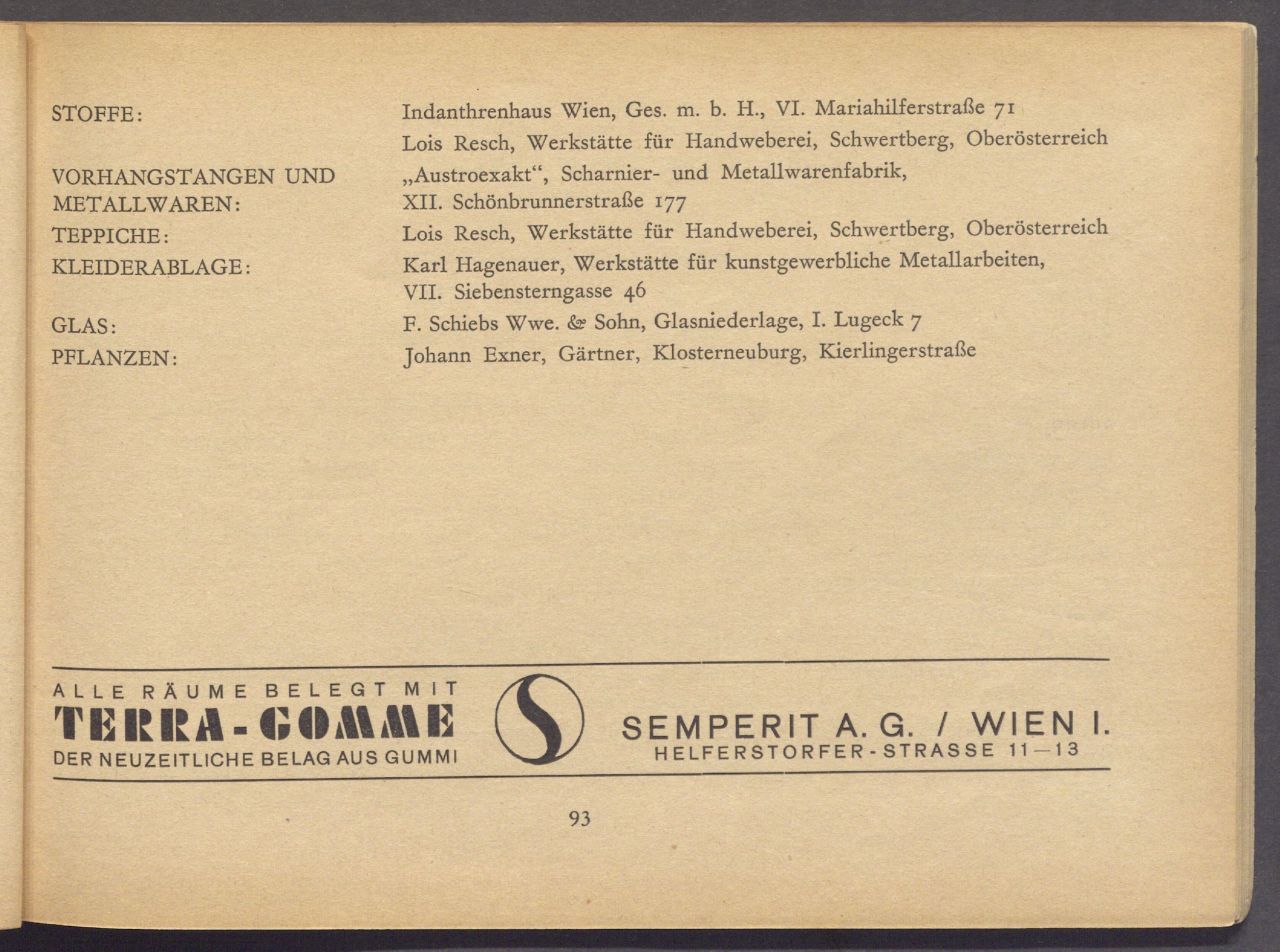 STOFFE: Indanthrenhaus Wien, Ges. m. b. H., VI. Mariahilferstraße 71
Lois Resch, Werkstätte für Handweberei, Schwertberg, Oberösterreich
VORHANGSTANGEN UND „Austroexakt“, Scharnier- und Metallwarenfabrik,
METALLWAREN: XII. Schönbrunnerstraße 177
TEPPICHE: Lois Resch, Werkstätte für Handweberei, Schwertberg, Oberösterreich
KLEIDERABLAGE: Karl Hagenauer, Werkstätte für kunstgewerbliche Metallarbeiten,
VII. Siebensterngasse 46
GLAS: F. Schiebs Wwe. & Sohn, Glasniederlage, I. Lugeck 7
PFLANZEN: Johann Exner, Gärtner, Klosterneuburg, Kierlingerstraße
ALLE RÄUME BELEGT MIT
TERRA-GOMME
DER NEUZEITLICHE BELAG AUS GUMMI
S
SEMPERIT A. G. / WIEN I.
HELFERSTORFER-STRASSE 11—13
93